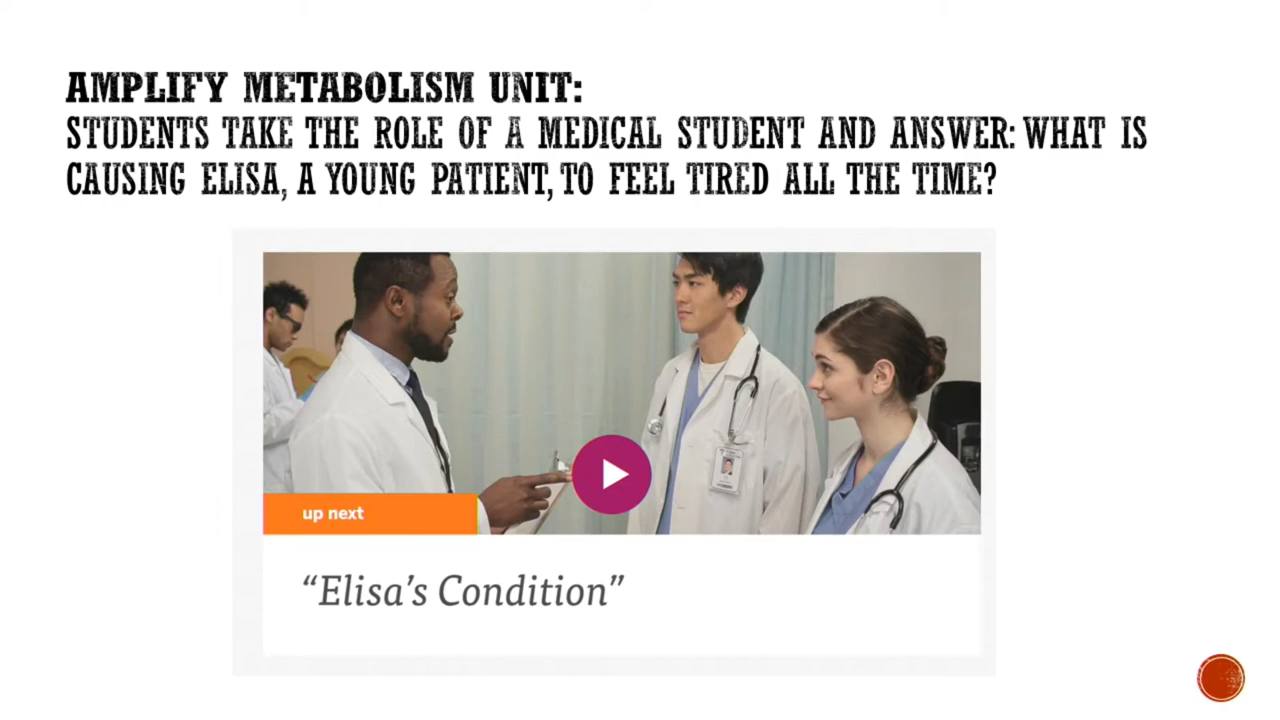 AMPLIFY METABOLISM UNIT:
STUDENTS TAKE THE ROLE OF A MEDICAL STUDENT AND ANSWER: WHAT IS
CAUSING ELISA, A YOUNG PATIENT, TO FEEL TIRED ALL THE TIME?
up next
“Elisa’s Condition”